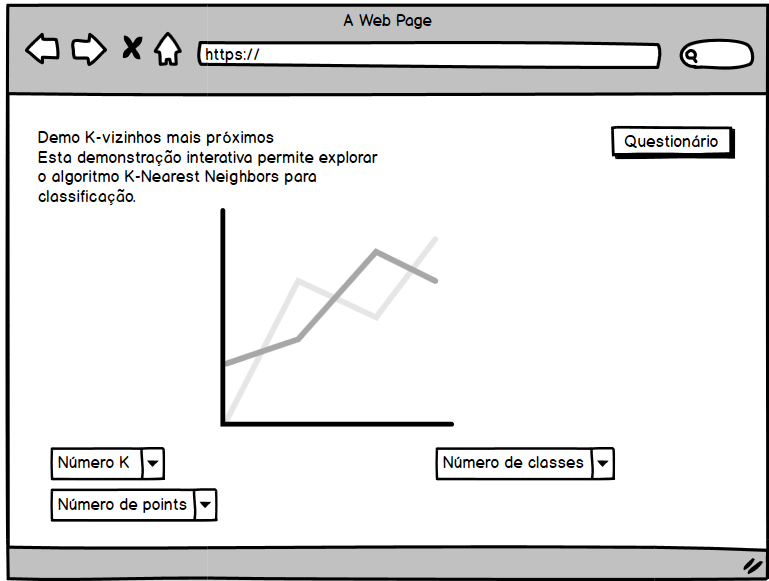 A Web Page
https://
Demo K-vizinhos mais próximos
Esta demonstração interativa permite explorar
o algoritmo K-Nearest Neighbors para
classificação.
Questionário
Número K
Número de classes
Número de points